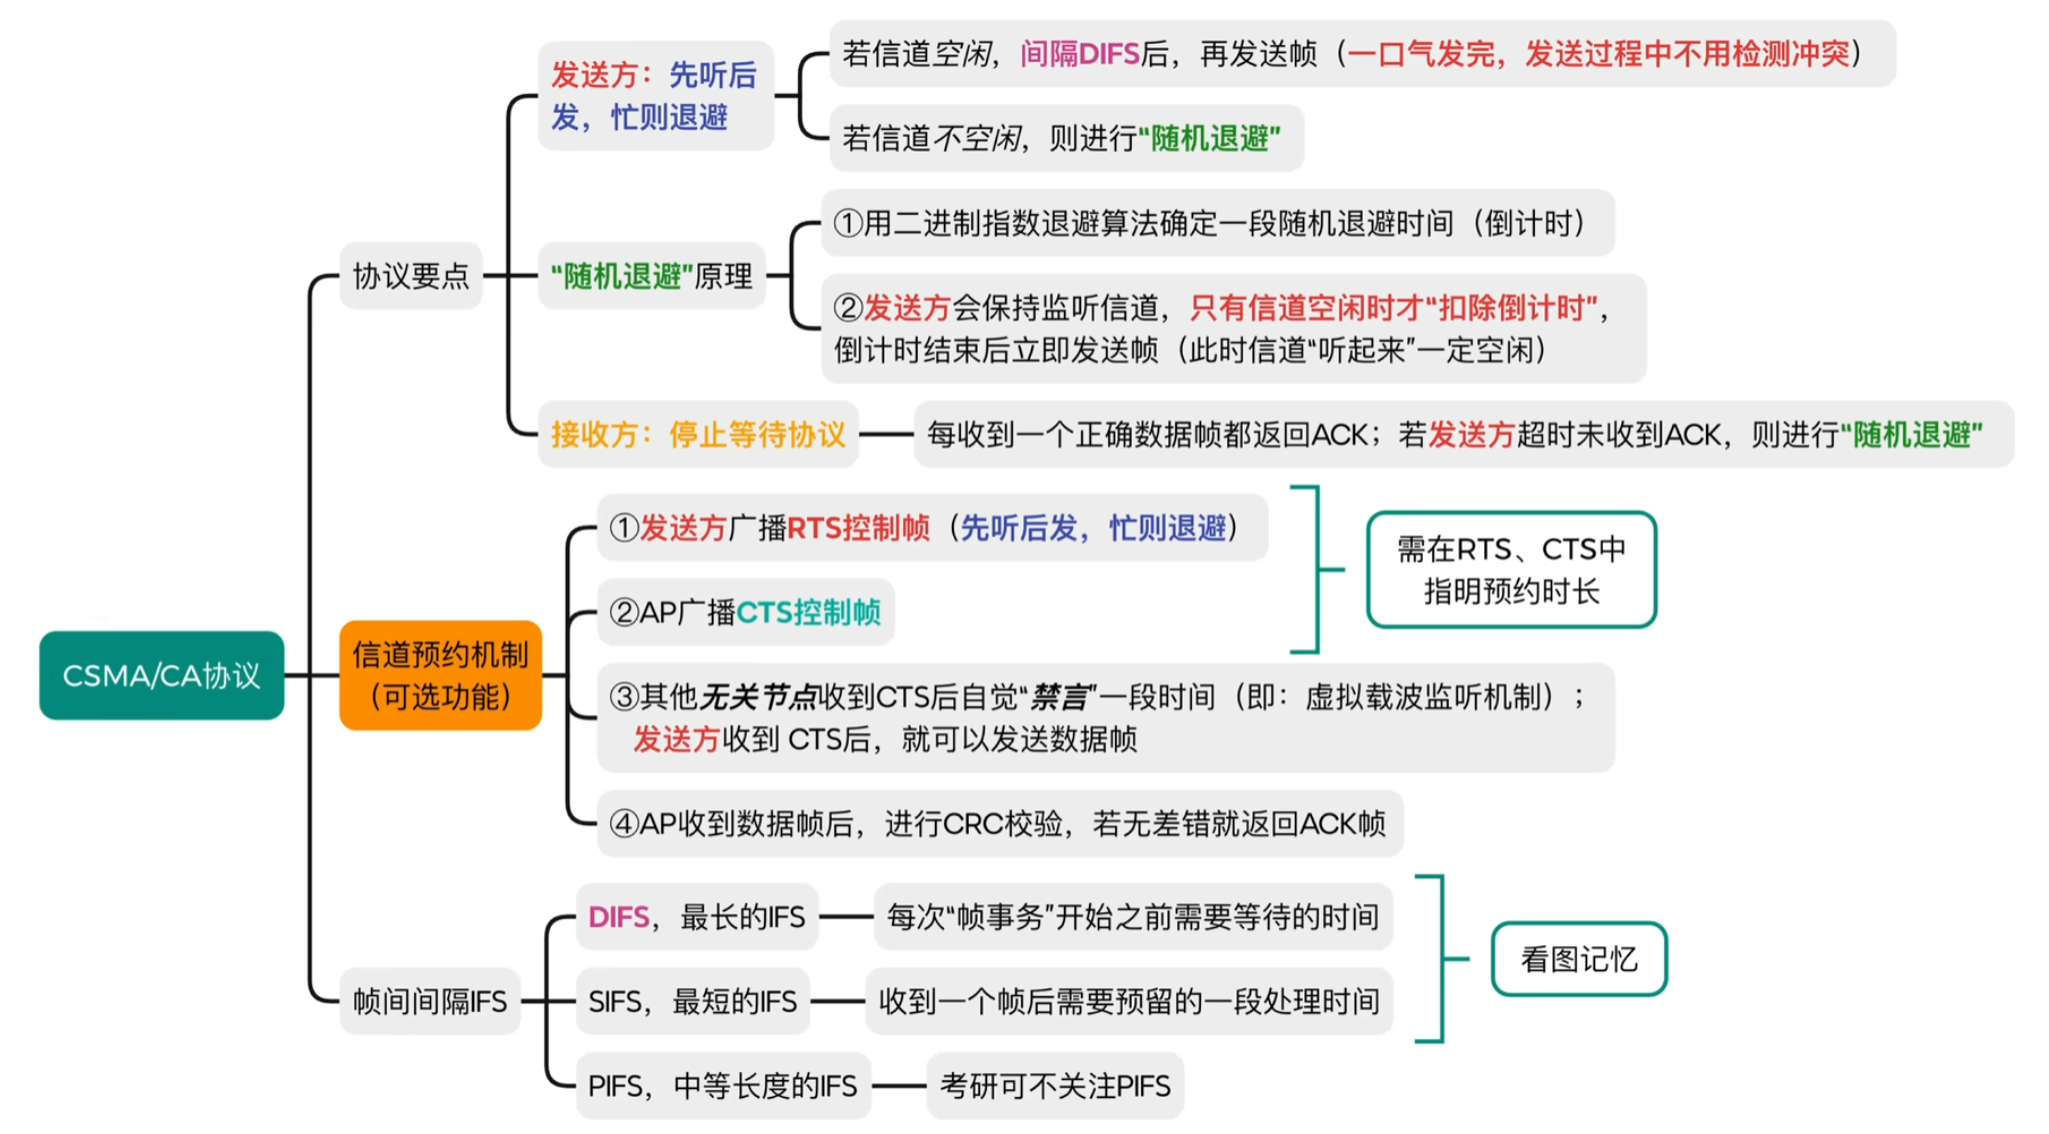 发送方：先听后
发，忙则退避
若信道空闲，间隔DIFS后，再发送帧（一口气发完，发送过程中不用检测冲突）
若信道不空闲，则进行“随机退避”
协议要点
“随机退避”原理
①用二进制指数退避算法确定一段随机退避时间（倒计时）
②发送方会保持监听信道，只有信道空闲时才“扣除倒计时”，
倒计时结束后立即发送帧（此时信道“听起来”一定空闲）
接收方：停止等待协议
每收到一个正确数据帧都返回ACK；若发送方超时未收到ACK，则进行“随机退避”
CSMA/CA协议
信道预约机制
（可选功能）
①发送方广播RTS控制帧（先听后发，忙则退避）
②AP广播CTS控制帧
需在RTS、CTS中
指明预约时长
③其他无关节点收到CTS后自觉“禁言”一段时间（即：虚拟载波监听机制）；
发送方收到 CTS后，就可以发送数据帧
④AP收到数据帧后，进行CRC校验，若无差错就返回ACK帧
帧间间隔IFS
DIFS，最长的IFS
每次“帧事务”开始之前需要等待的时间
SIFS，最短的IFS
收到一个帧后需要预留的一段处理时间
看图记忆
PIFS，中等长度的IFS
考研可不关注PIFS